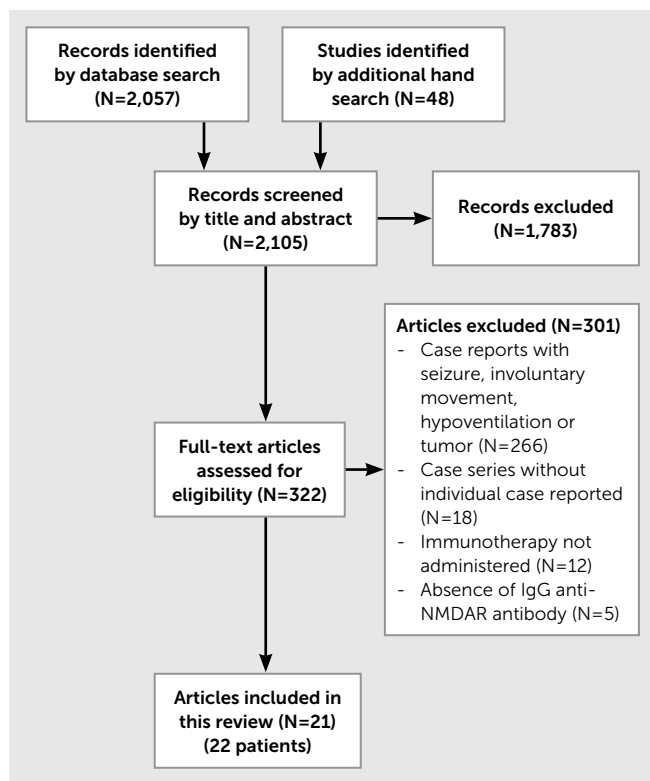 Records identified
by database search
(N=2,057)
Studies identified
by additional hand
search (N=48)
Records screened
by title and abstract
(N=2,105)
Records excluded
(N=1,783)
Articles excluded (N=301)
- Case reports with
seizure, involuntary
movement,
hypoventilation or
tumor (N=266)
- Case series without
individual case reported
(N=18)
- Immunotherapy not
administered (N=12)
- Absence of IgG anti-
NMDAR antibody (N=5)
Full-text articles
assessed for
eligibility (N=322)
Articles included in
this review (N=21)
(22 patients)